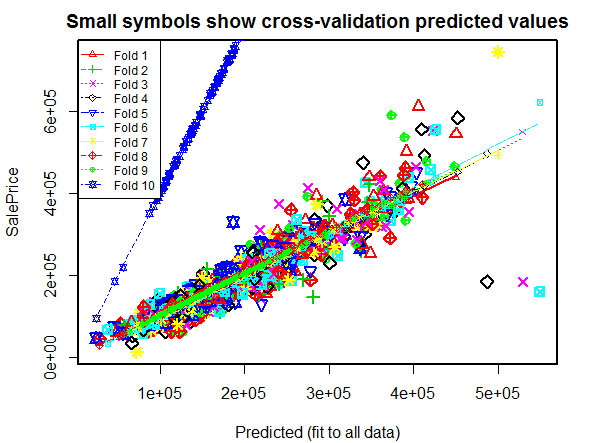 Small symbols show cross-validation predicted values
Fold 1
Fold 2
Fold 3
Fold 4
Fold 5
Fold 6
Fold 7
Fold 8
Fold 9
Fold 10
SalePrice
6e+05
4e+05
2e+05
0e+00
1e+05 2e+05 3e+05 4e+05 5e+05
Predicted (fit to all data)